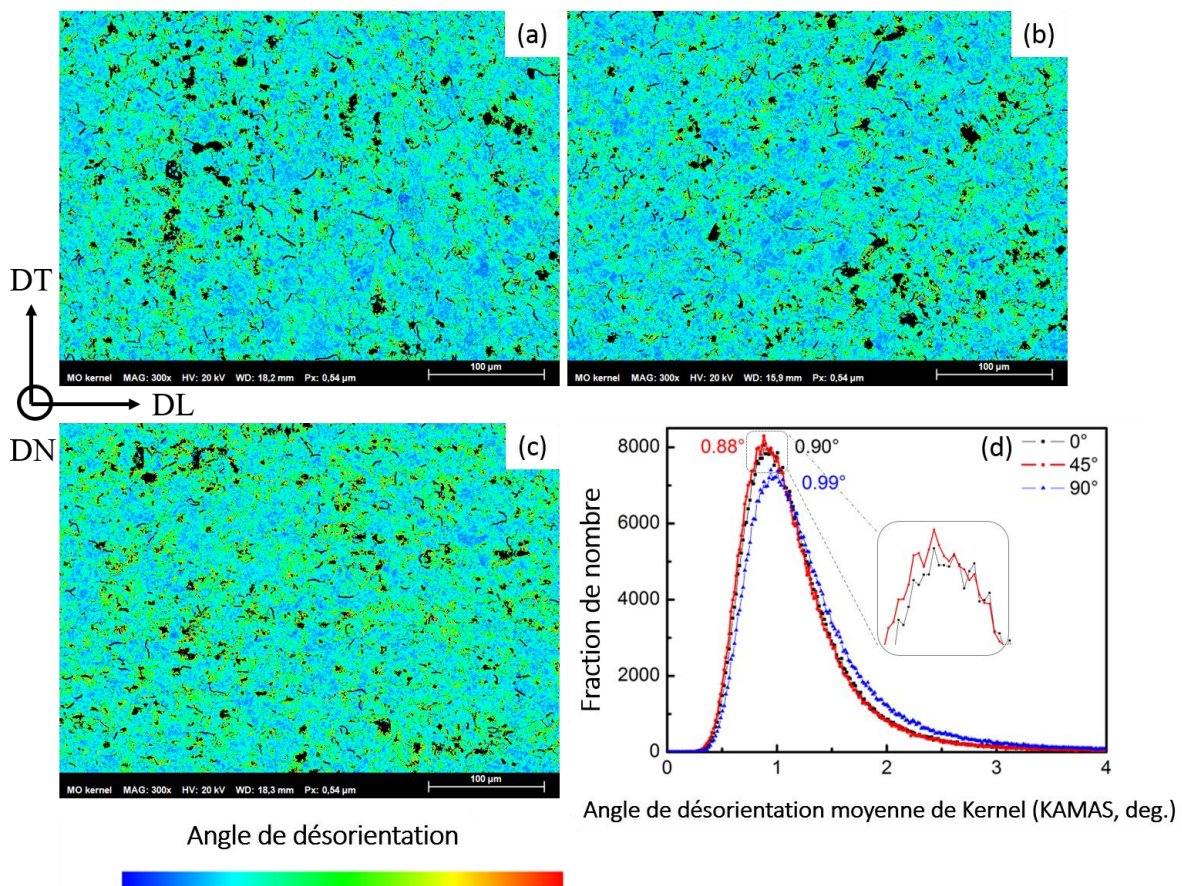 (a)
(b)
MO kernel MAG: 300x HV: 20 kV WD: 18,2 mm Px: 0,54 µm 100 µm
MO kernel MAG: 300x HV: 20 kV WD: 15,9 mm Px: 0,54 µm 100 µm
DT
DL
DN
(c)
MO kernel MAG: 300x HV: 20 kV WD: 18,3 mm Px: 0,54 µm 100 µm
(d)
0.88°
0.90°
0.99°
0°
45°
90°
Fraction de nombre
8000
6000
4000
2000
0
0 1 2 3 4
Angle de désorientation moyenne de Kernel (KAMAS, deg.)
Angle de désorientation